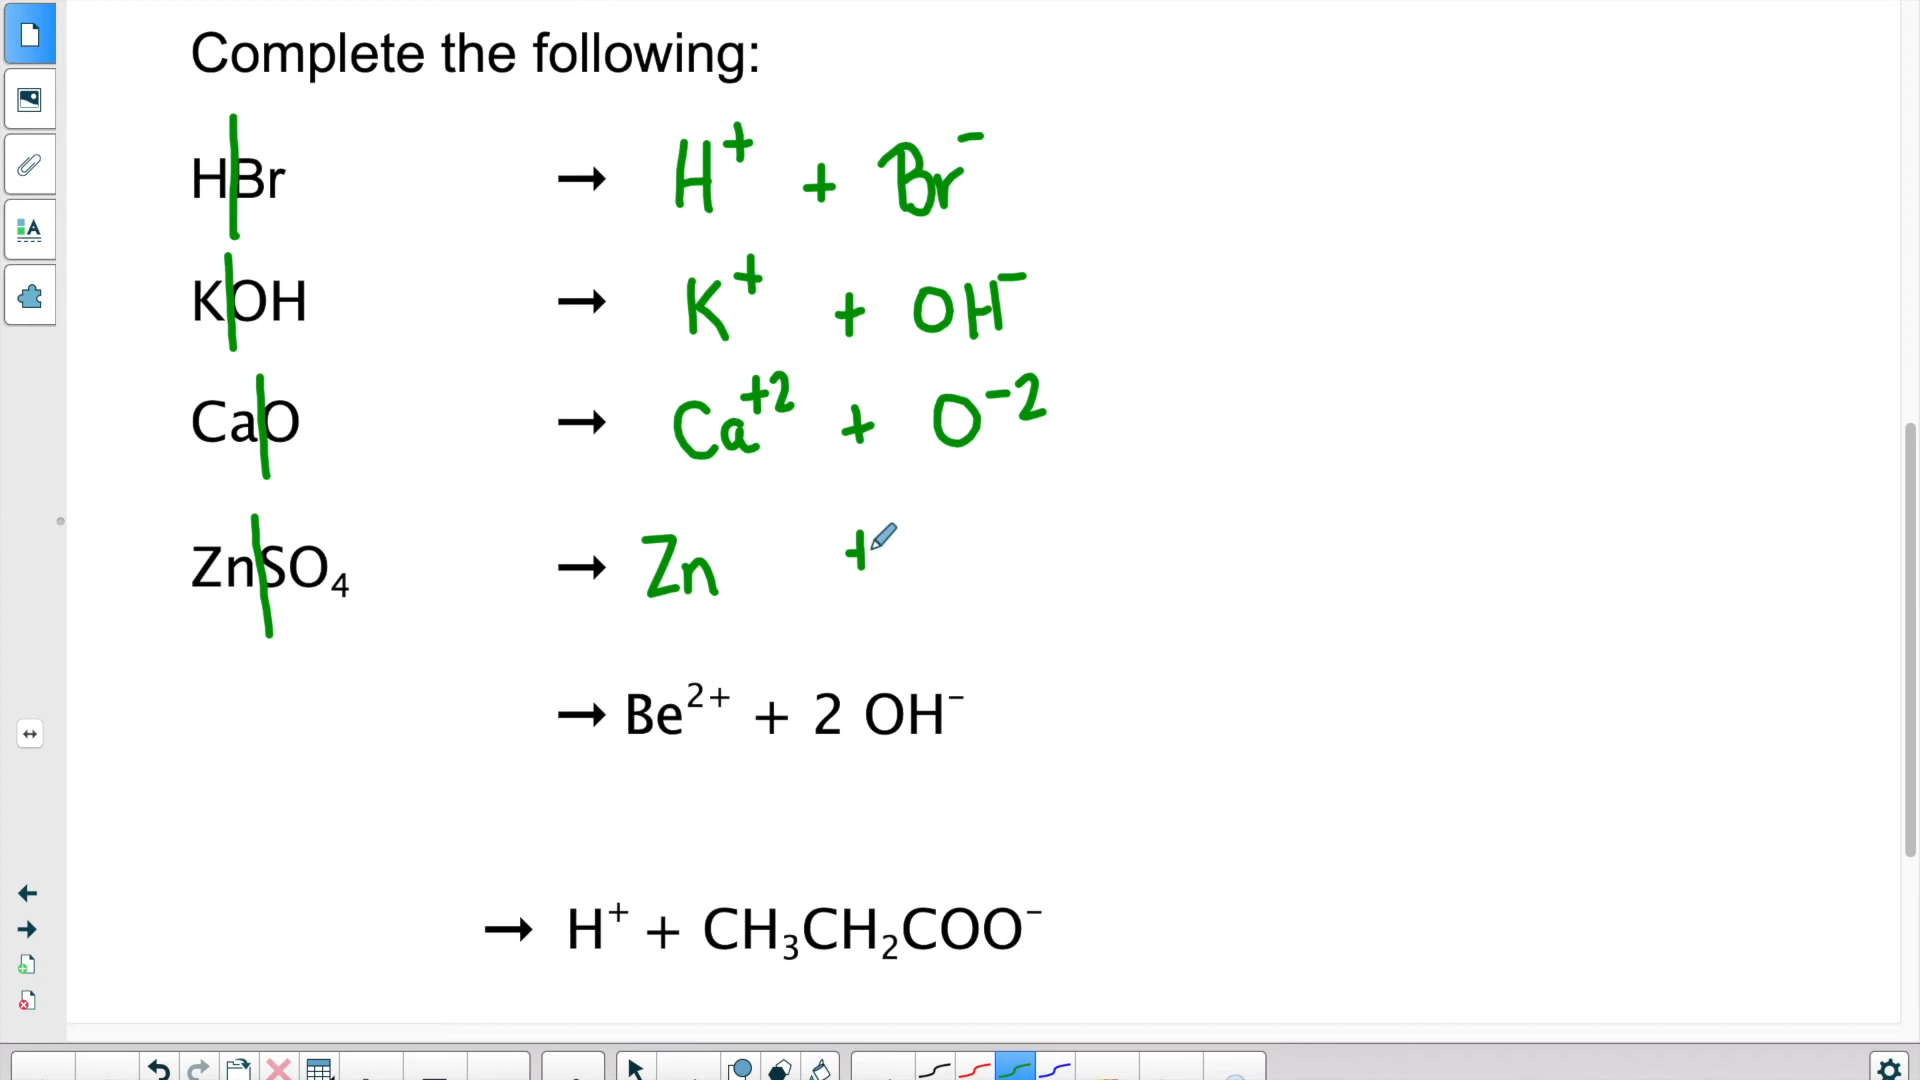 Complete the following:
HBr → H⁺ + Br⁻
KOH → K⁺ + OH⁻
CaO → Ca⁺² + O⁻²
ZnSO₄ → Zn +
→ Be²⁺ + 2 OH⁻
→ H⁺ + CH₃CH₂COO⁻